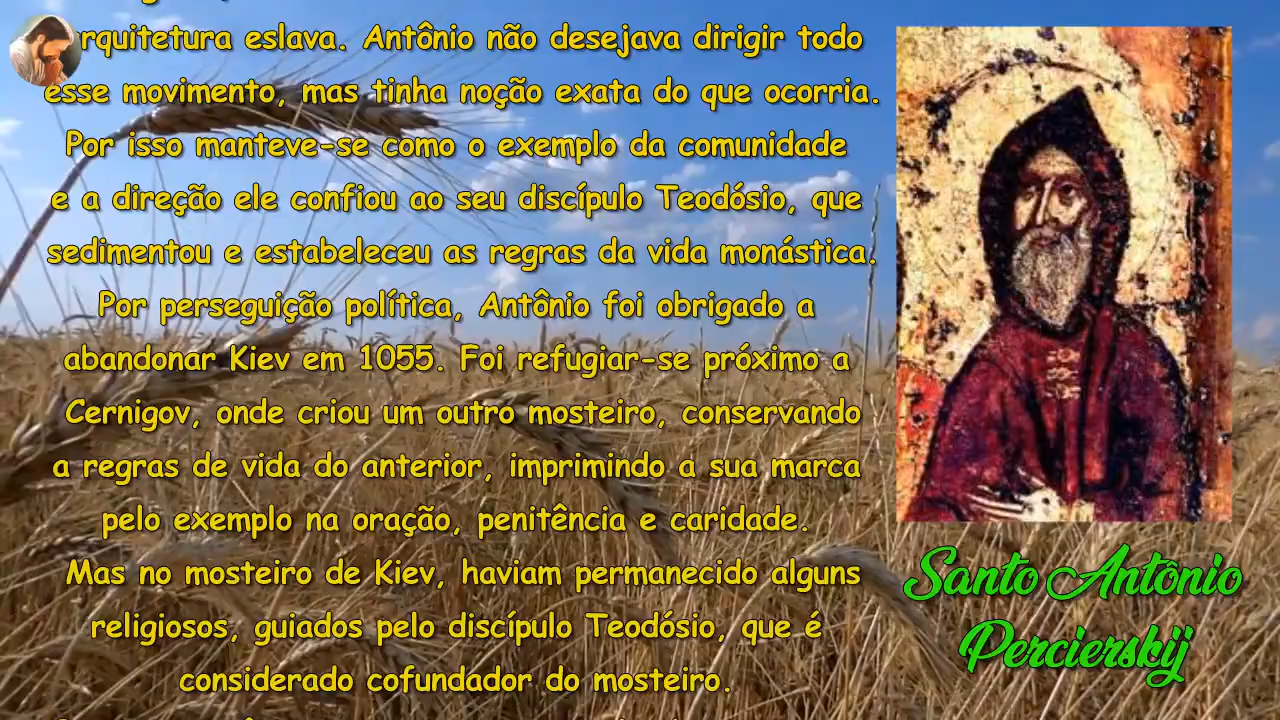 rquitetura eslava. Antônio não desejava dirigir todo
esse movimento, mas tinha noção exata do que ocorria.
Por isso manteve-se como o exemplo da comunidade
e a direção ele confiou ao seu discípulo Teodósio, que
sedimentou e estabeleceu as regras da vida monástica.
Por perseguição política, Antônio foi obrigado a
abandonar Kiev em 1055. Foi refugiar-se próximo a
Cernigov, onde criou um outro mosteiro, conservando
a regras de vida do anterior, imprimindo a sua marca
pelo exemplo na oração, penitência e caridade.
Mas no mosteiro de Kiev, haviam permanecido alguns
religiosos, guiados pelo discípulo Teodósio, que é
considerado cofundador do mosteiro.
Santo Antônio
Percierskij